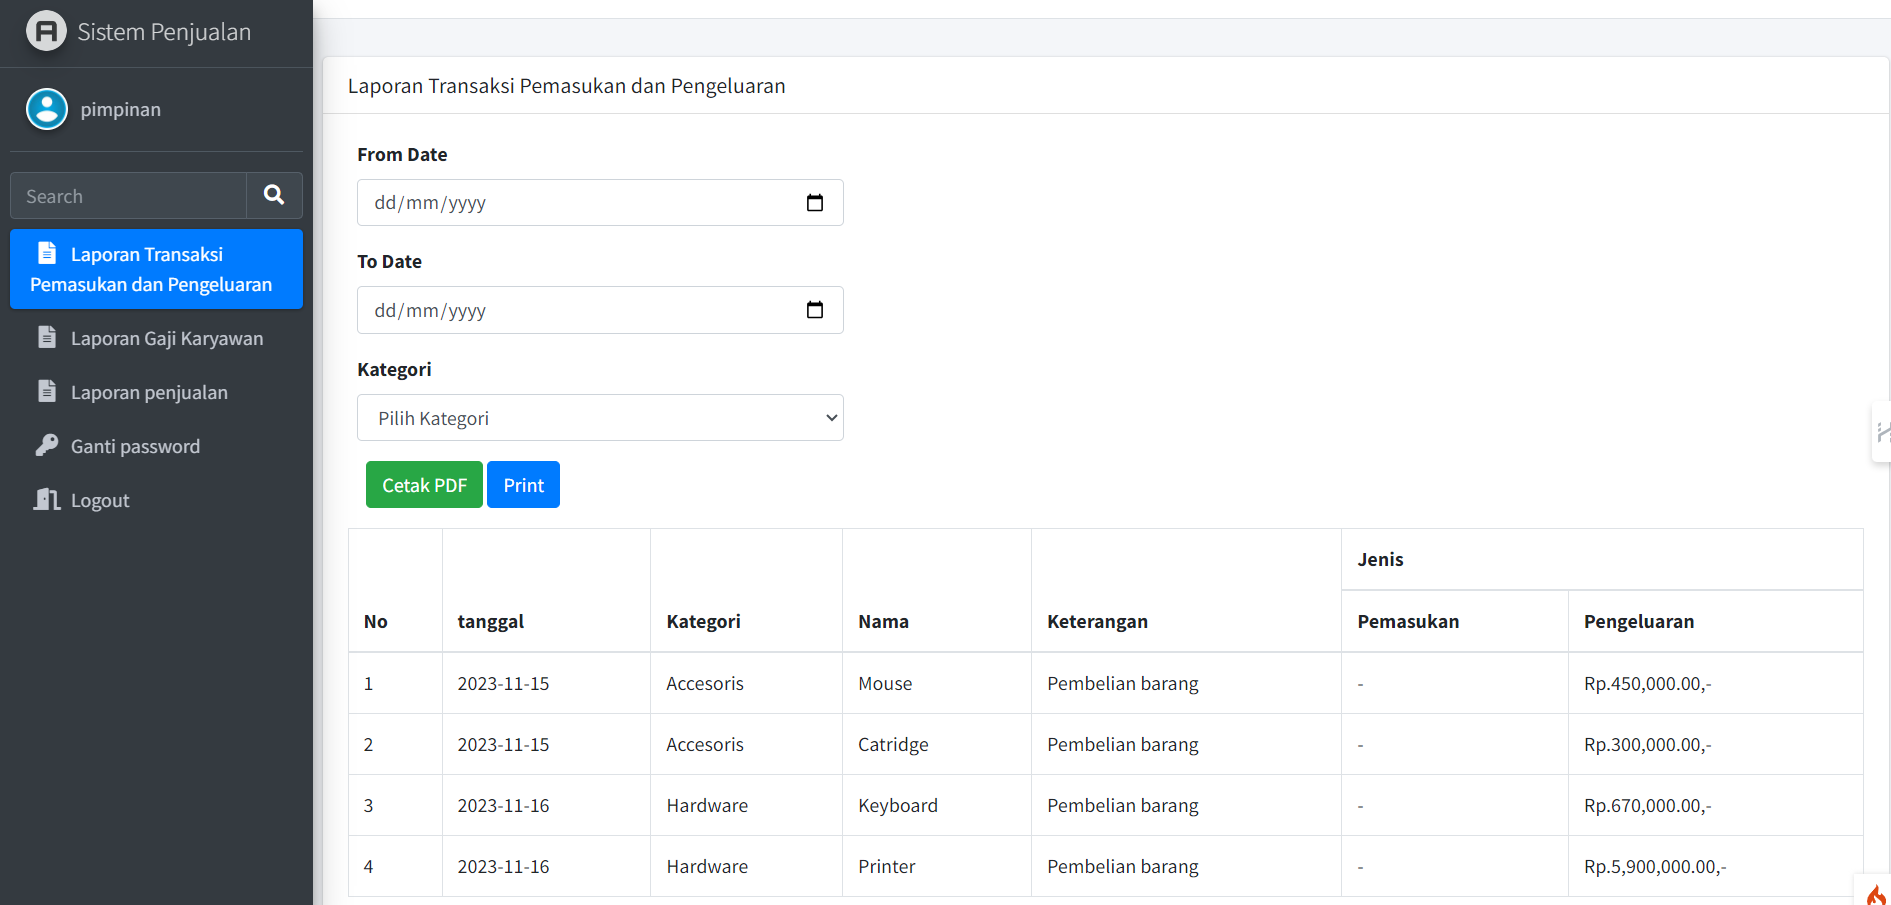 Sistem Penjualan
pimpinan
Search
Laporan Transaksi
Pemasukan dan Pengeluaran
Laporan Gaji Karyawan
Laporan penjualan
Ganti password
Logout
Laporan Transaksi Pemasukan dan Pengeluaran
From Date
dd/mm/yyyy
To Date
dd/mm/yyyy
Kategori
Pilih Kategori
Cetak PDF Print
Jenis
No tanggal Kategori Nama Keterangan Pemasukan Pengeluaran
1 2023-11-15 Accesoris Mouse Pembelian barang - Rp.450,000.00,-
2 2023-11-15 Accesoris Catridge Pembelian barang - Rp.300,000.00,-
3 2023-11-16 Hardware Keyboard Pembelian barang - Rp.670,000.00,-
4 2023-11-16 Hardware Printer Pembelian barang - Rp.5,900,000.00,-